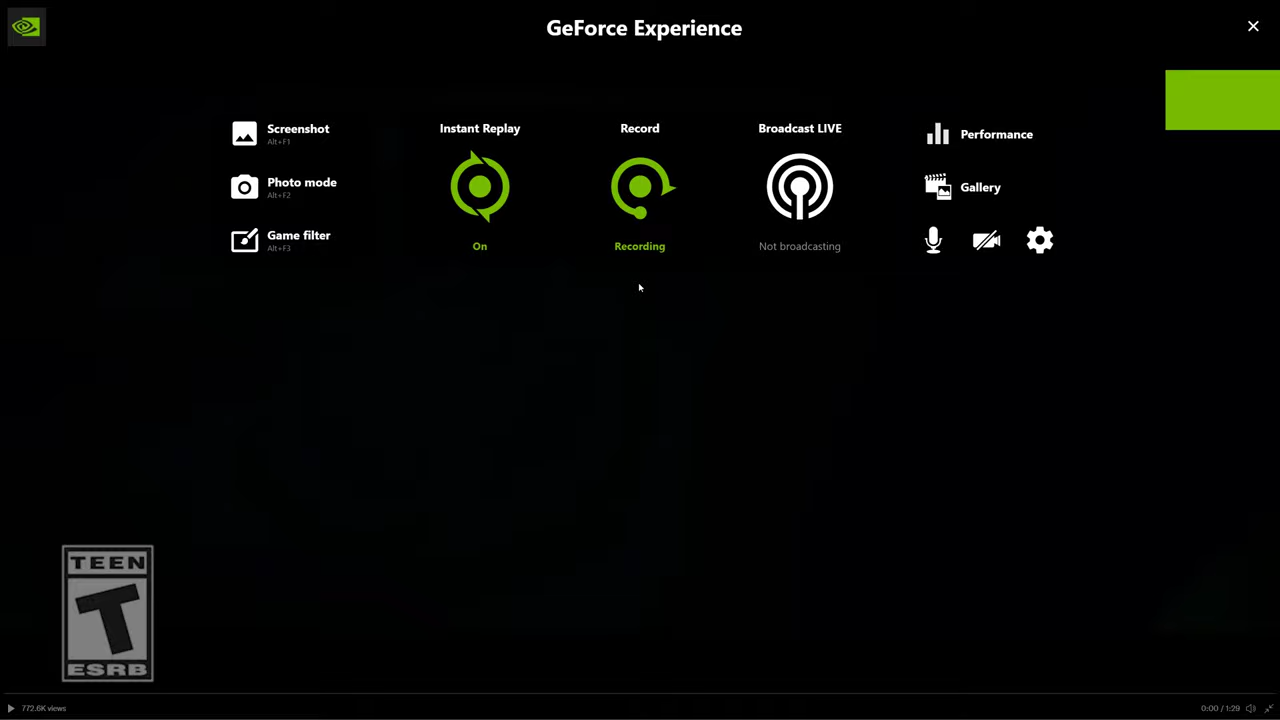 GeForce Experience
Screenshot
Alt+F1
Photo mode
Alt+F2
Game filter
Alt+F3
Instant Replay
On
Record
Recording
Broadcast LIVE
Not broadcasting
Performance
Gallery
TEEN
T
ESRB
772.6K views
0:00 / 1:29